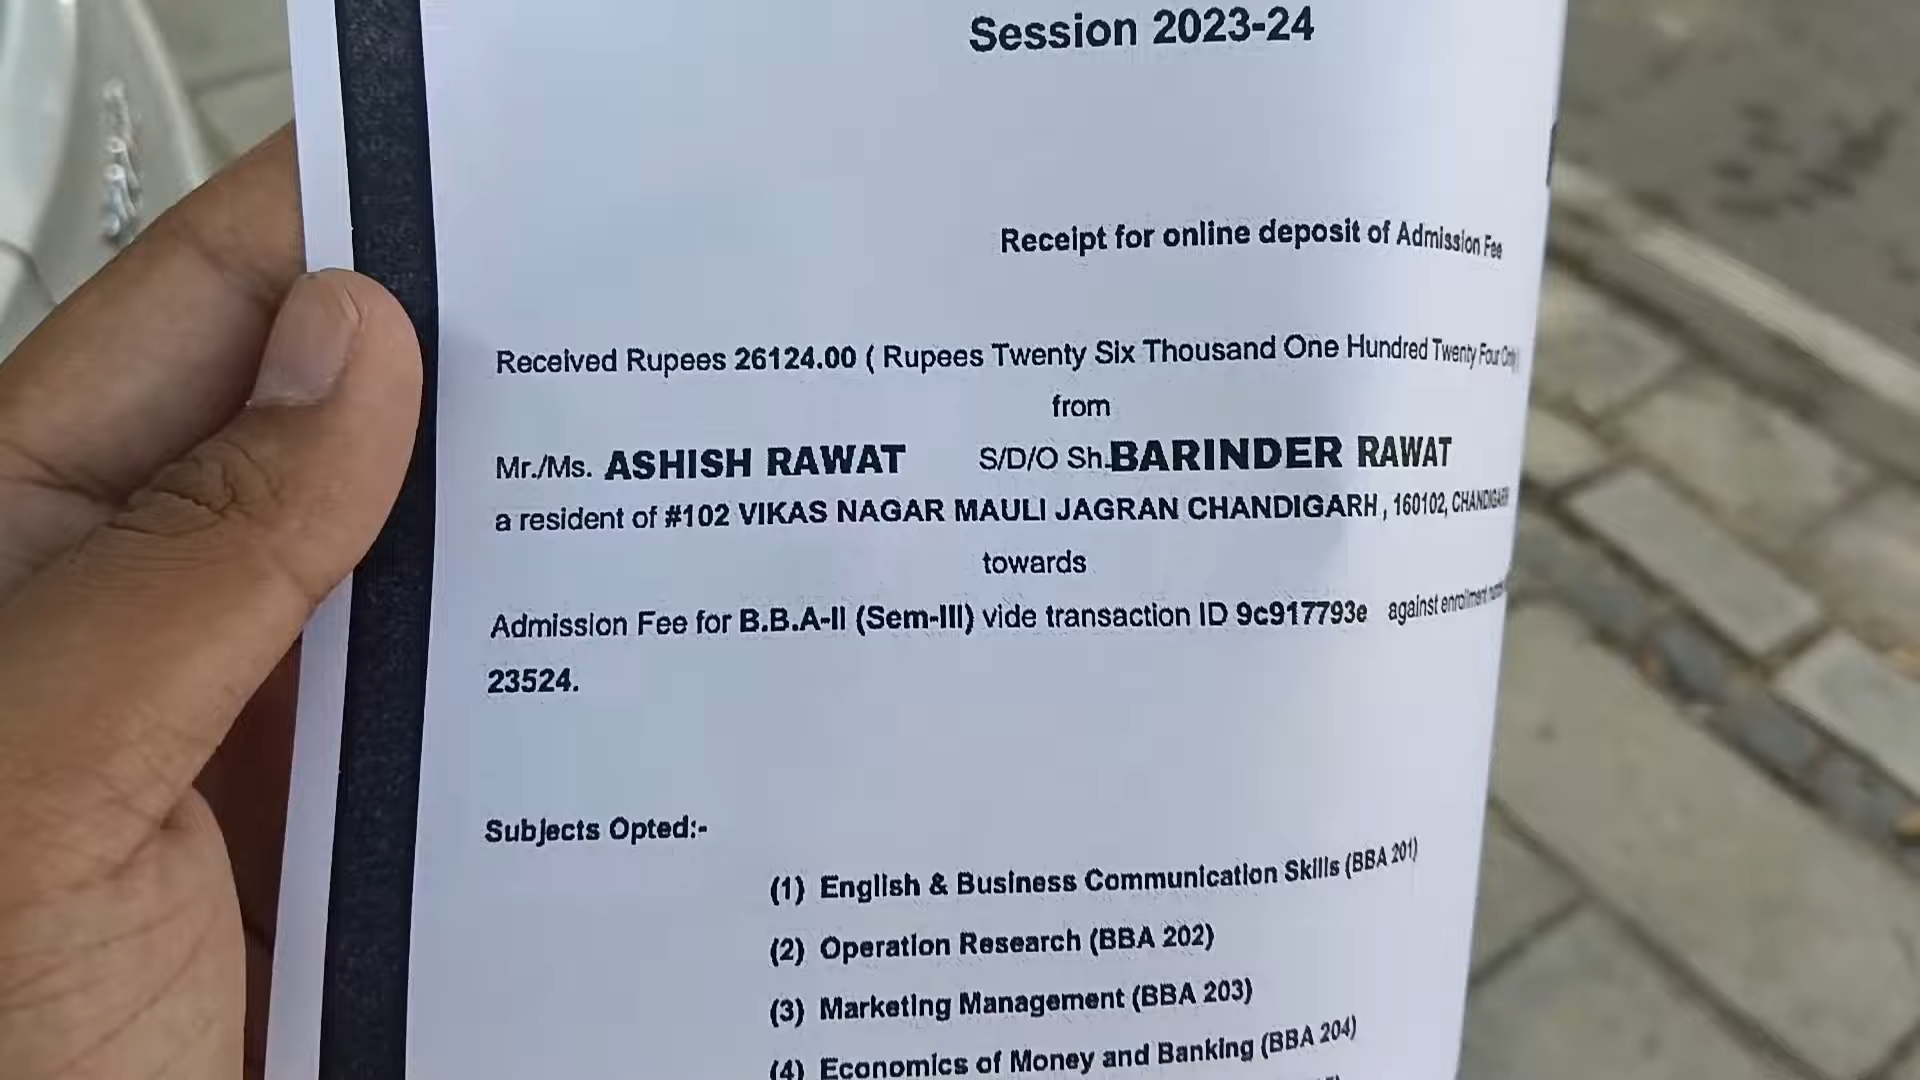 Session 2023-24
Receipt for online deposit of Admission Fee
Received Rupees 26124.00 ( Rupees Twenty Six Thousand One Hundred Twenty Four Only)
from
Mr./Ms. ASHISH RAWAT S/D/O Sh.BARINDER RAWAT
a resident of #102 VIKAS NAGAR MAULI JAGRAN CHANDIGARH , 160102, CHANDIGARH
towards
Admission Fee for B.B.A-II (Sem-III) vide transaction ID 9c917793e against enrollment
23524.
Subjects Opted:-
(1) English & Business Communication Skills (BBA 201)
(2) Operation Research (BBA 202)
(3) Marketing Management (BBA 203)
(4) Economics of Money and Banking (BBA 204)